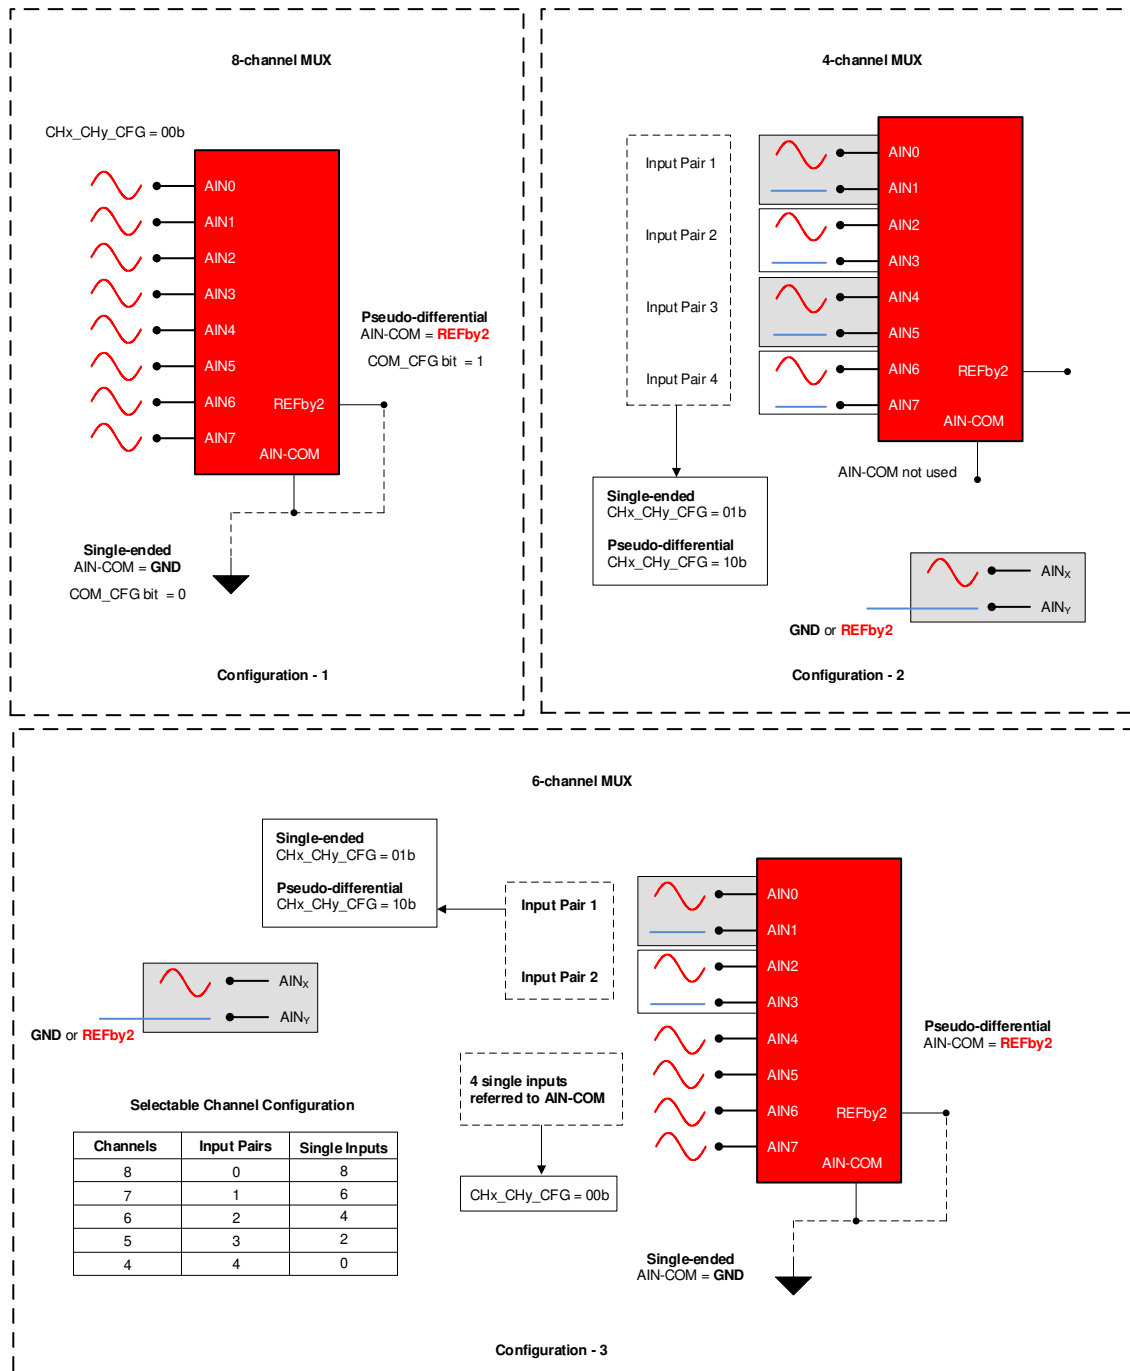 8-channel MUX
CHx_CHy_CFG = 00b
AIN0
AIN1
AIN2
AIN3
AIN4
AIN5
AIN6
AIN7
REFby2
AIN-COM
Pseudo-differential
AIN-COM = REFby2
COM_CFG bit = 1
Single-ended
AIN-COM = GND
COM_CFG bit = 0
Configuration - 1
4-channel MUX
Input Pair 1
Input Pair 2
Input Pair 3
Input Pair 4
AIN0
AIN1
AIN2
AIN3
AIN4
AIN5
AIN6
AIN7
REFby2
AIN-COM
AIN-COM not used
Single-ended
CHx_CHy_CFG = 01b
Pseudo-differential
CHx_CHy_CFG = 10b
AINX
AINY
GND or REFby2
Configuration - 2
6-channel MUX
Single-ended
CHx_CHy_CFG = 01b
Pseudo-differential
CHx_CHy_CFG = 10b
Input Pair 1
Input Pair 2
AINX
AINY
GND or REFby2
4 single inputs
referred to AIN-COM
CHx_CHy_CFG = 00b
AIN0
AIN1
AIN2
AIN3
AIN4
AIN5
AIN6
AIN7
REFby2
AIN-COM
Pseudo-differential
AIN-COM = REFby2
Single-ended
AIN-COM = GND
Selectable Channel Configuration
Channels Input Pairs Single Inputs
8 0 8
7 1 6
6 2 4
5 3 2
4 4 0
Configuration - 3